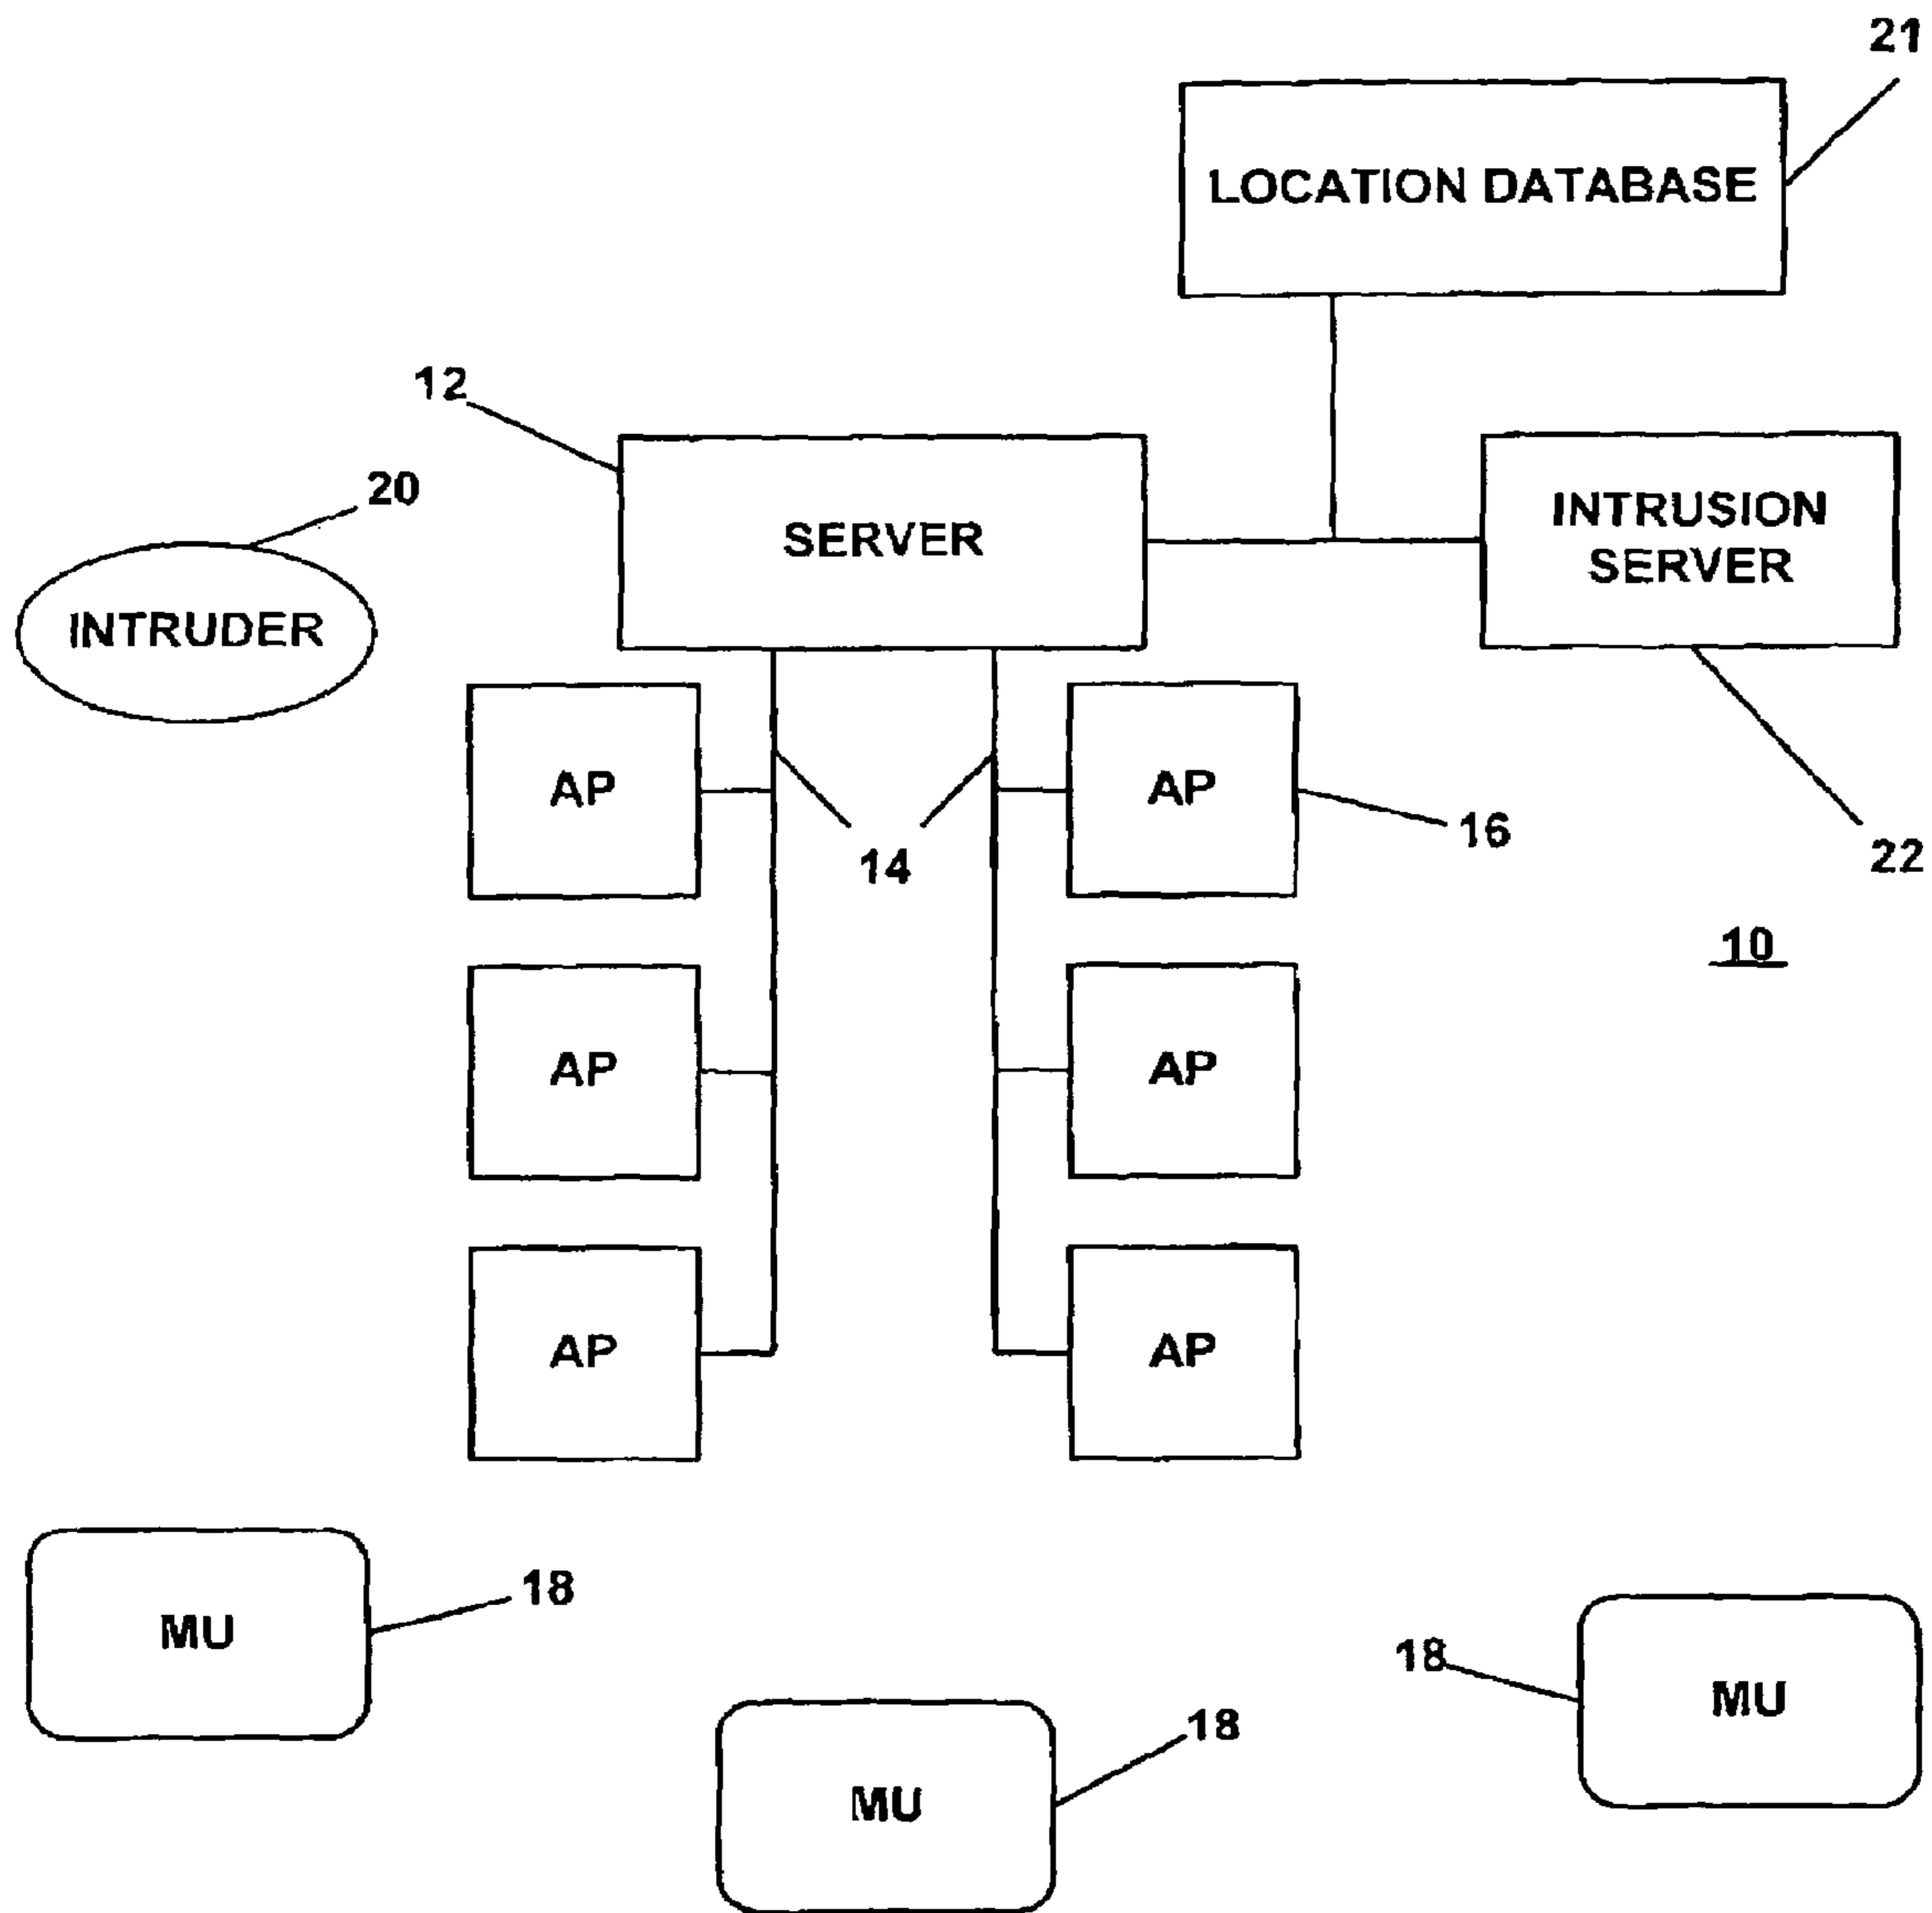 21
LOCATION DATABASE
12
20
SERVER
INTRUSION
SERVER
INTRUDER
AP
AP
16
14
22
10
AP
AP
AP
AP
18
MU
18
MU
18
MU